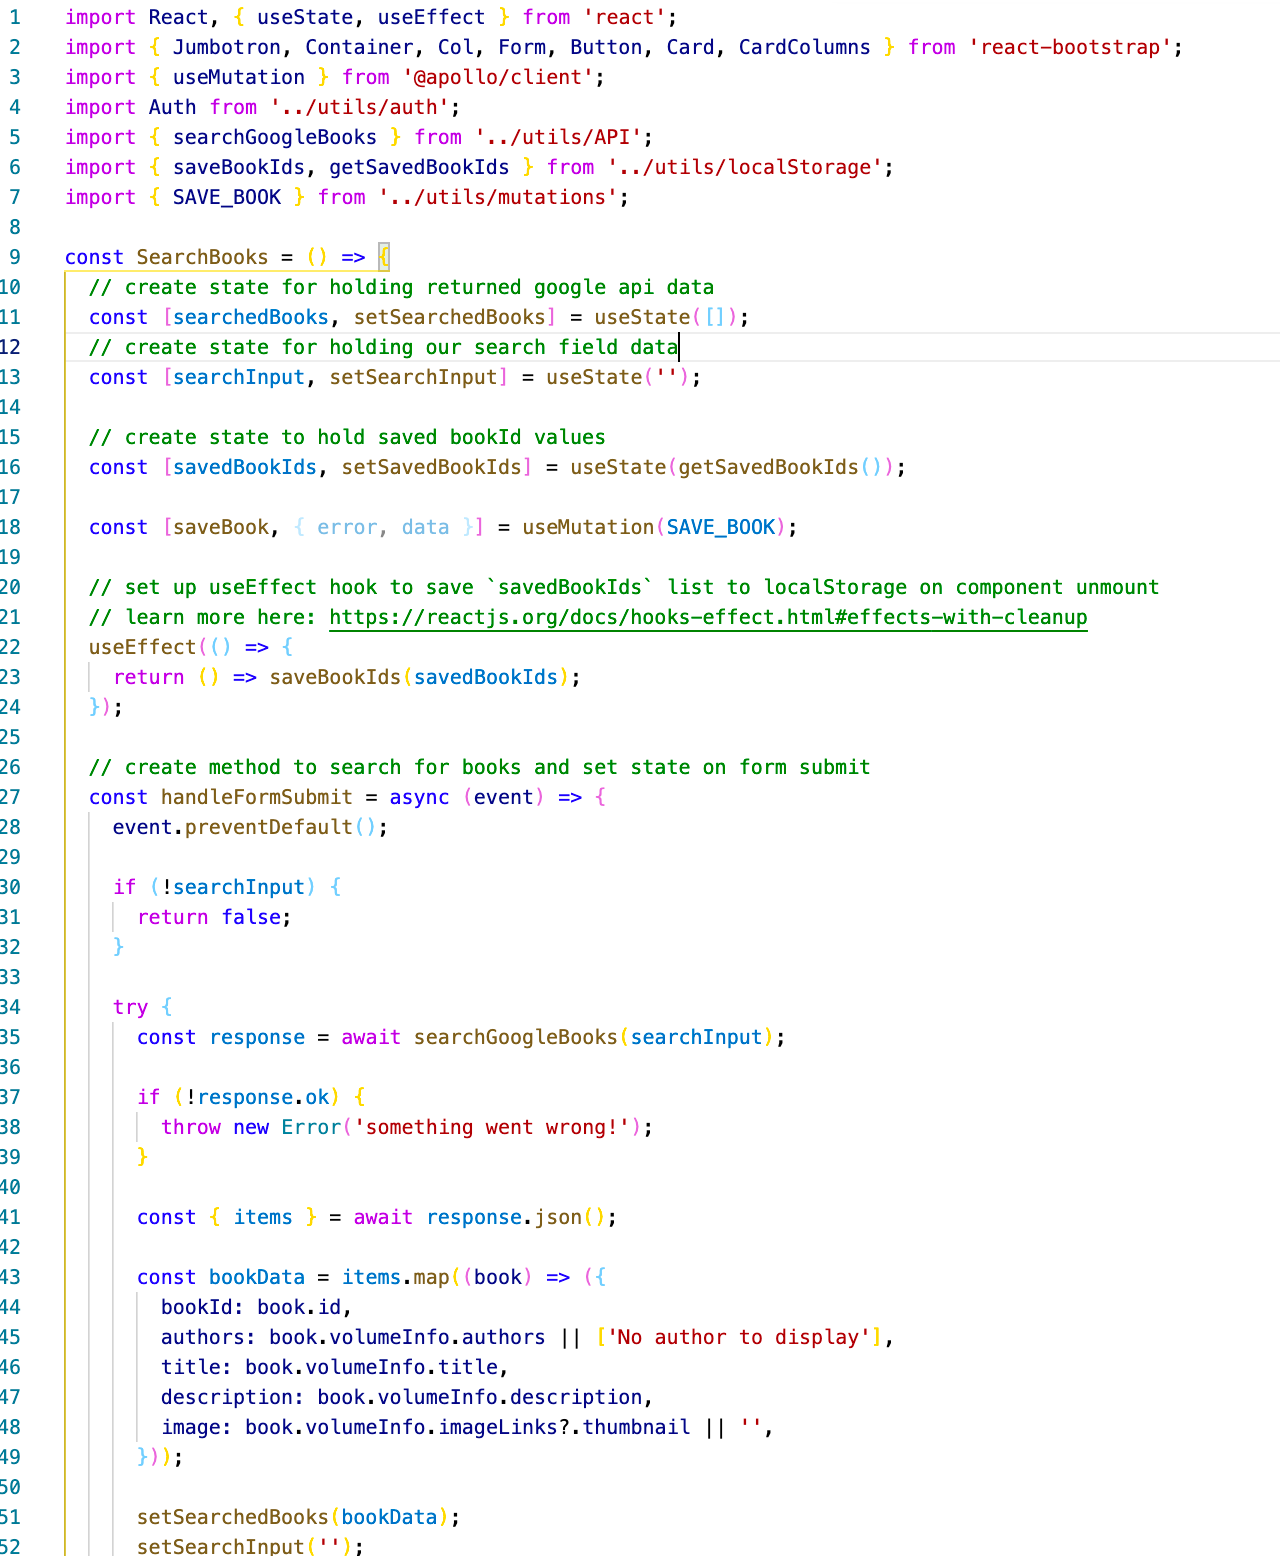 1 import React, { useState, useEffect } from 'react';
2 import { Jumbotron, Container, Col, Form, Button, Card, CardColumns } from 'react-bootstrap';
3 import { useMutation } from '@apollo/client';
4 import Auth from '../utils/auth';
5 import { searchGoogleBooks } from '../utils/API';
6 import { saveBookIds, getSavedBookIds } from '../utils/localStorage';
7 import { SAVE_BOOK } from '../utils/mutations';
8
9 const SearchBooks = () => {
10   // create state for holding returned google api data
11   const [searchedBooks, setSearchedBooks] = useState([]);
12   // create state for holding our search field data
13   const [searchInput, setSearchInput] = useState('');
14
15   // create state to hold saved bookId values
16   const [savedBookIds, setSavedBookIds] = useState(getSavedBookIds());
17
18   const [saveBook, { error, data }] = useMutation(SAVE_BOOK);
19
20   // set up useEffect hook to save `savedBookIds` list to localStorage on component unmount
21   // learn more here: https://reactjs.org/docs/hooks-effect.html#effects-with-cleanup
22   useEffect(() => {
23     return () => saveBookIds(savedBookIds);
24   });
25
26   // create method to search for books and set state on form submit
27   const handleFormSubmit = async (event) => {
28     event.preventDefault();
29
30     if (!searchInput) {
31       return false;
32     }
33
34     try {
35       const response = await searchGoogleBooks(searchInput);
36
37       if (!response.ok) {
38         throw new Error('something went wrong!');
39       }
40
41       const { items } = await response.json();
42
43       const bookData = items.map((book) => ({
44         bookId: book.id,
45         authors: book.volumeInfo.authors || ['No author to display'],
46         title: book.volumeInfo.title,
47         description: book.volumeInfo.description,
48         image: book.volumeInfo.imageLinks?.thumbnail || '',
49       }));
50
51       setSearchedBooks(bookData);
52       setSearchInput('');